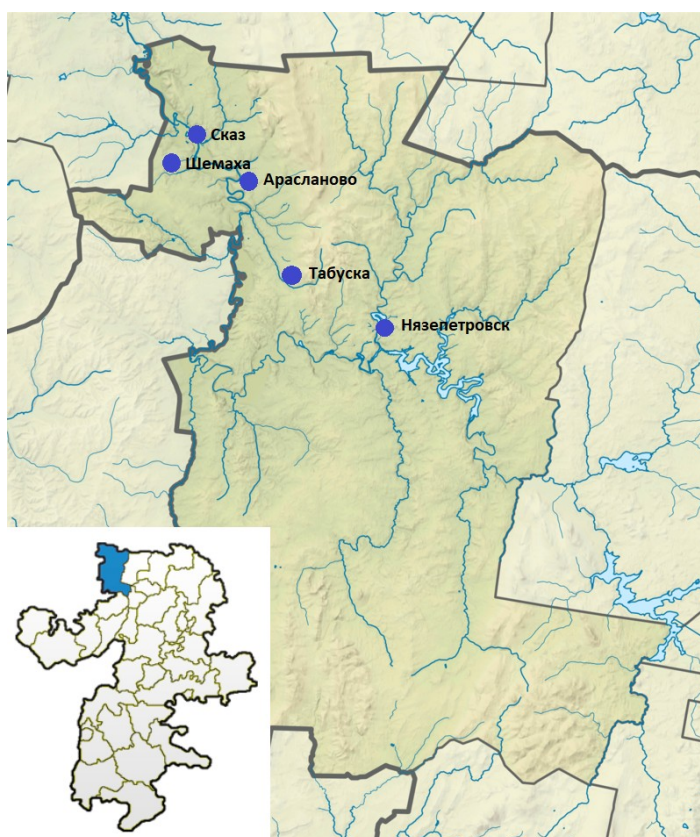 Сказ
Шемаха
Арасланово
Табуска
Нязепетровск